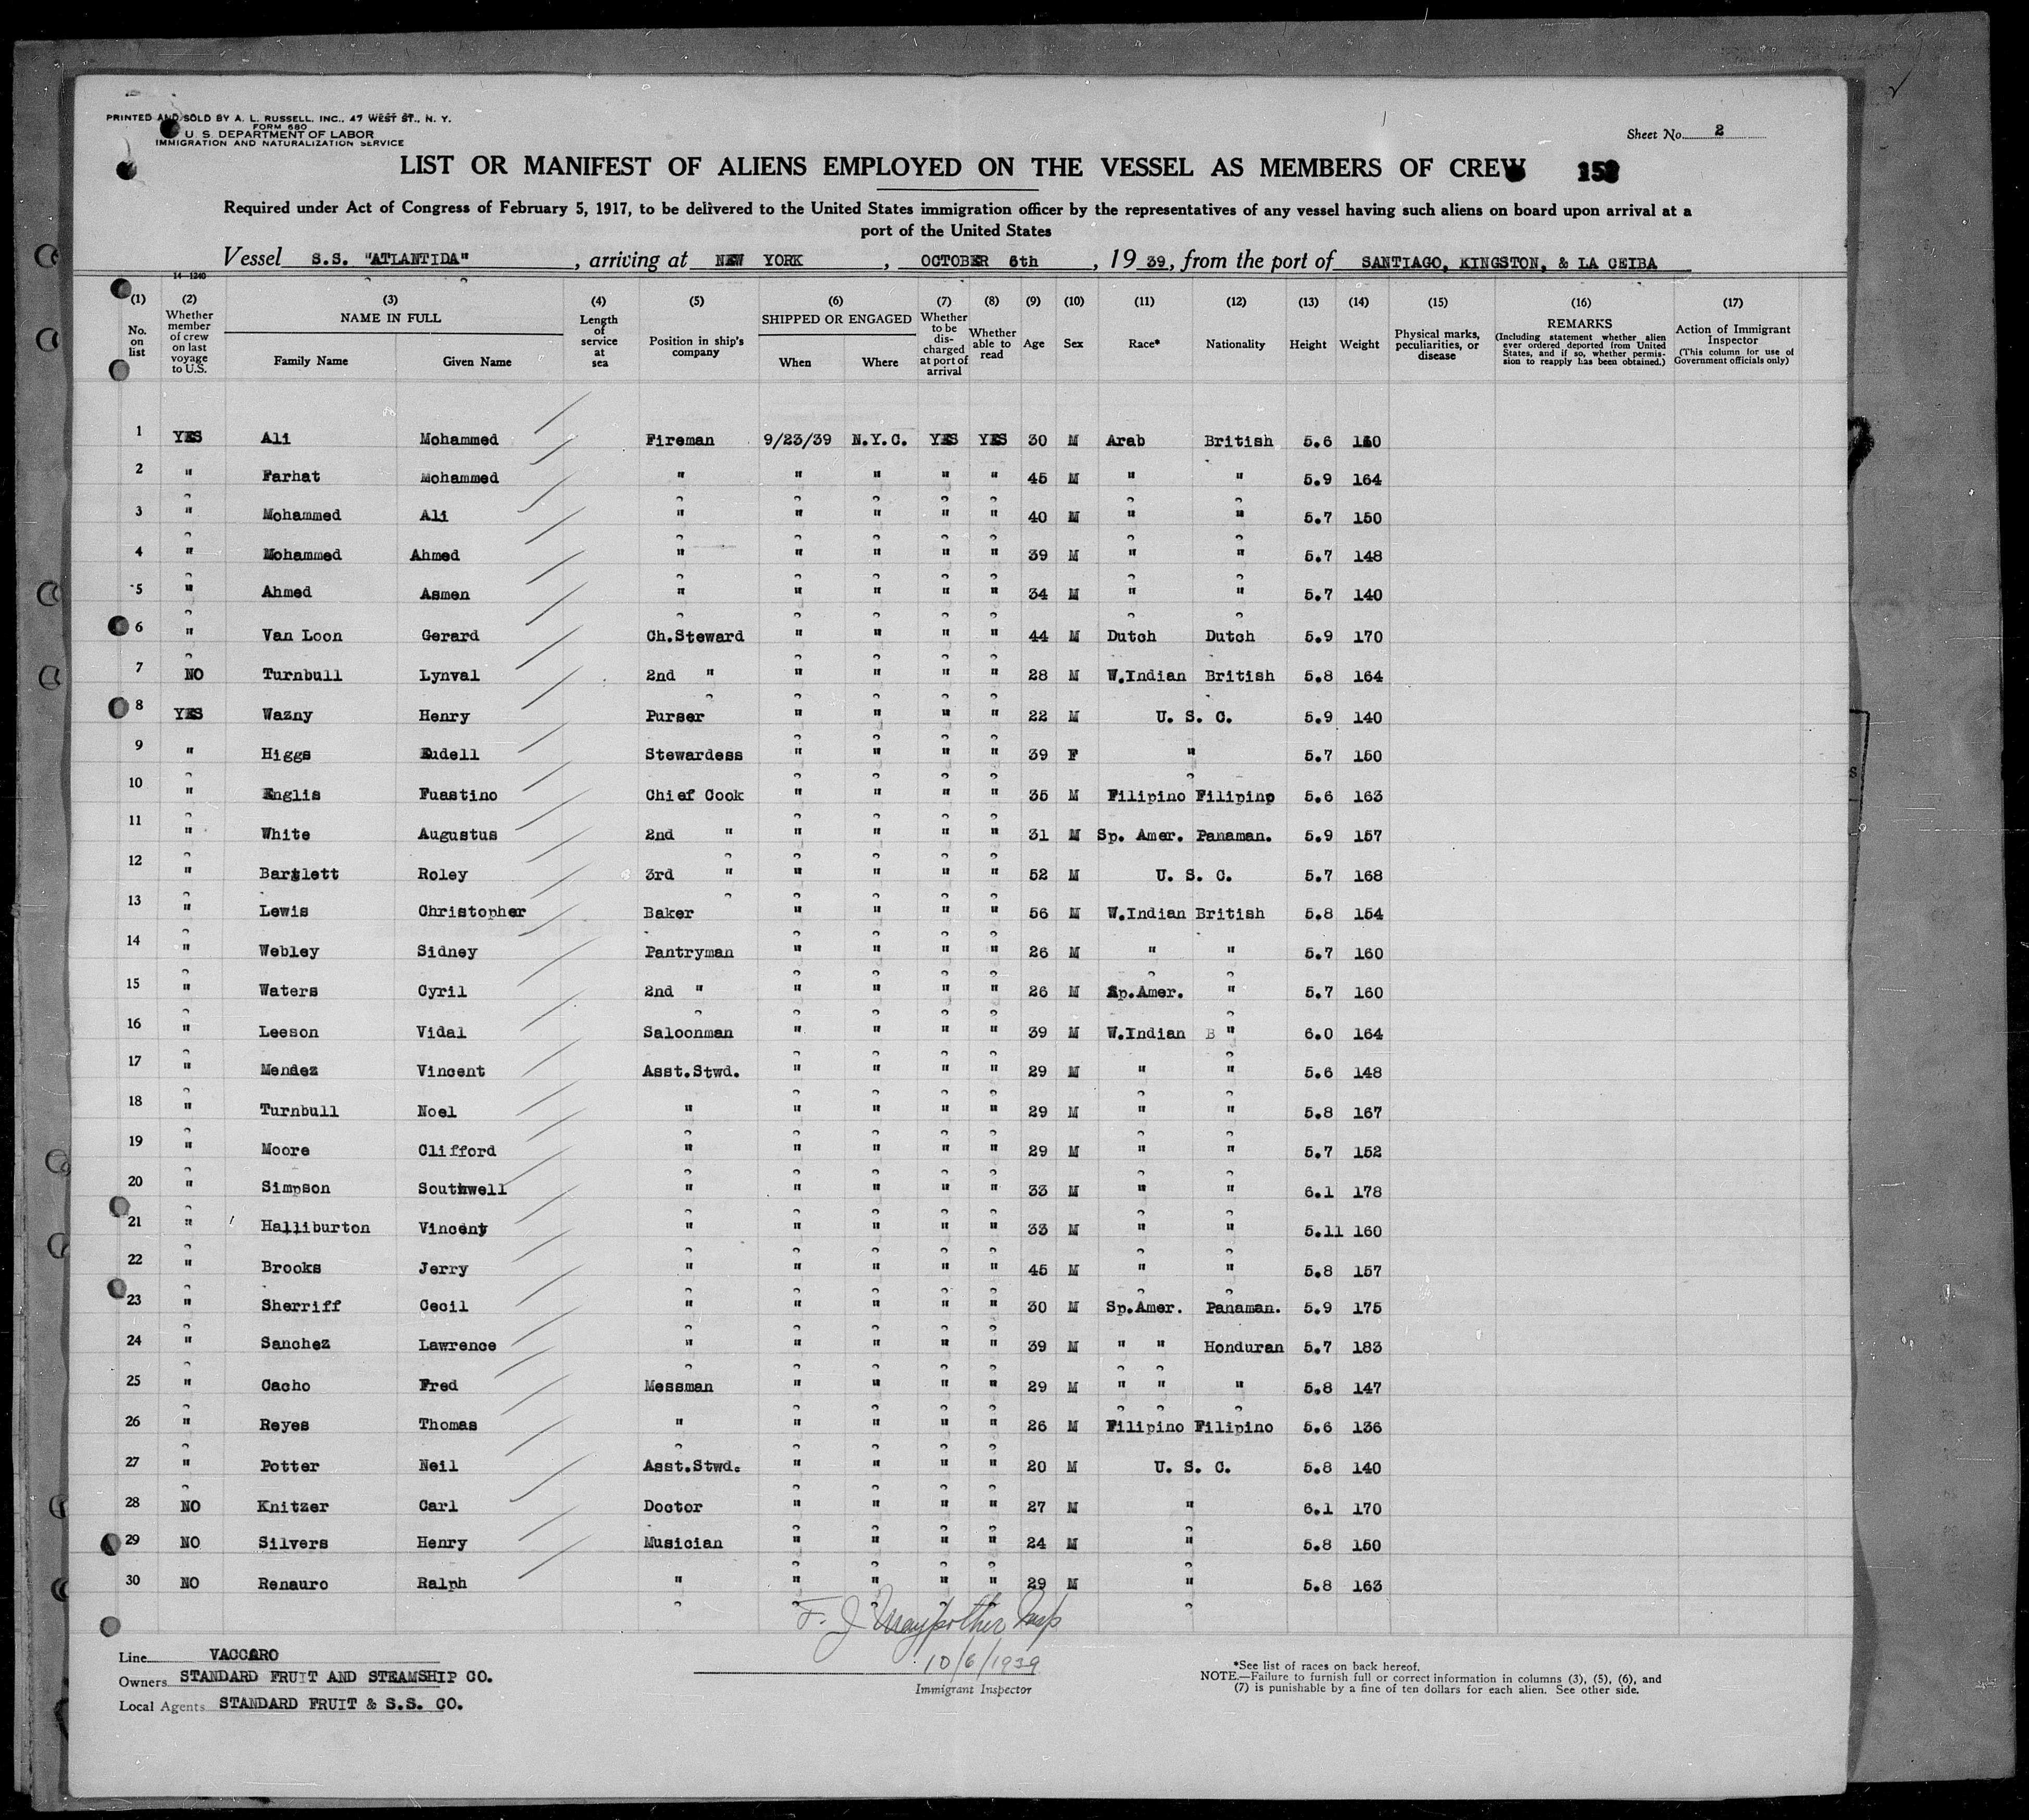 PRINTED AND SOLD BY A. L. RUSSELL, INC., 47 WEST ST., N. Y.
FORM 680
U. S. DEPARTMENT OF LABOR
IMMIGRATION AND NATURALIZATION SERVICE
Sheet No. 2
LIST OR MANIFEST OF ALIENS EMPLOYED ON THE VESSEL AS MEMBERS OF CREW
Required under Act of Congress of February 5, 1917, to be delivered to the United States immigration officer by the representatives of any vessel having such aliens on board upon arrival at a
port of the United States
Vessel S.S. "ATLANTIDA", arriving at NEW YORK, OCTOBER 6th, 1939, from the port of SANTIAGO, KINGSTON, & LA CEIBA
14-1240
(1) (2) (3) (4) (5) (6) (7) (8) (9) (10) (11) (12) (13) (14) (15) (16) (17)
No. on list
Whether member of crew on last voyage to U.S.
NAME IN FULL
Family Name Given Name
Length of service at sea
Position in ship's company
SHIPPED OR ENGAGED
When Where
Whether to be discharged at port of arrival
Whether able to read
Age Sex Race* Nationality Height Weight
Physical marks, peculiarities, or disease
REMARKS
(Including statement whether alien ever ordered deported from United States, and if so, whether permission to reapply has been obtained.)
Action of Immigrant Inspector
(This column for use of Government officials only)
1 YES Ali Mohammed Fireman 9/23/39 N.Y.C. YES YES 30 M Arab British 5.6
2 " Farhat Mohammed " " " " " 45 M " " 5.9 164
3 " Mohammed Ali " " " " " 40 M " " 5.7 150
4 " Mohammed Ahmed " " " " " 39 M " " 5.7 148
5 " Ahmed Asmen " " " " " 34 M " " 5.7 140
6 " Van Loon Gerard Ch.Steward " " " " 44 M Dutch Dutch 5.9 170
7 NO Turnbull Lynval 2nd " " " " " 28 M W.Indian British 5.8 164
8 YES Wazny Henry Purser " " " " 22 M U. S. C. 5.9 140
9 " Higgs Eudell Stewardess " " " " 39 F " 5.7 150
10 " Englis Fuastino Chief Cook " " " " 35 M Filipino Filipino 5.6 163
11 " White Augustus 2nd " " " " " 31 M Sp. Amer. Panaman. 5.9 157
12 " Bartlett Roley 3rd " " " " " 52 M U. S. C. 5.7 168
13 " Lewis Christopher Baker " " " " 56 M W.Indian British 5.8 154
14 " Webley Sidney Pantryman " " " " 26 M " " 5.7 160
15 " Waters Cyril 2nd " " " " " 26 M Sp.Amer. " 5.7 160
16 " Leeson Vidal Saloonman " " " " 39 M W.Indian B " 6.0 164
17 " Mendez Vincent Asst.Stwd. " " " " 29 M " " 5.6 148
18 " Turnbull Noel " " " " " 29 M " " 5.8 167
19 " Moore Clifford " " " " " 29 M " " 5.7 152
20 " Simpson Southwell " " " " " 33 M " " 6.1 178
21 " Halliburton Vincent " " " " " 33 M " " 5.11 160
22 " Brooks Jerry " " " " " 45 M " " 5.8 157
23 " Sherriff Cecil " " " " " 30 M Sp.Amer. Panaman. 5.9 175
24 " Sanchez Lawrence " " " " " 39 M " " Honduran 5.7 183
25 " Cacho Fred Messman " " " " 29 M " " " 5.8 147
26 " Reyes Thomas " " " " " 26 M Filipino Filipino 5.6 136
27 " Potter Neil Asst.Stwd. " " " " 20 M U. S. C. 5.8 140
28 NO Knitzer Carl Doctor " " " " 27 M " 6.1 170
29 NO Silvers Henry Musician " " " " 24 M " 5.8 150
30 NO Renauro Ralph " " " " " 29 M " 5.8 163
F. J. Insp
10/6/1939
Immigrant Inspector
Line VACCARO
Owners STANDARD FRUIT AND STEAMSHIP CO.
Local Agents STANDARD FRUIT & S.S. CO.
*See list of races on back hereof.
NOTE.—Failure to furnish full or correct information in columns (3), (5), (6), and
(7) is punishable by a fine of ten dollars for each alien. See other side.